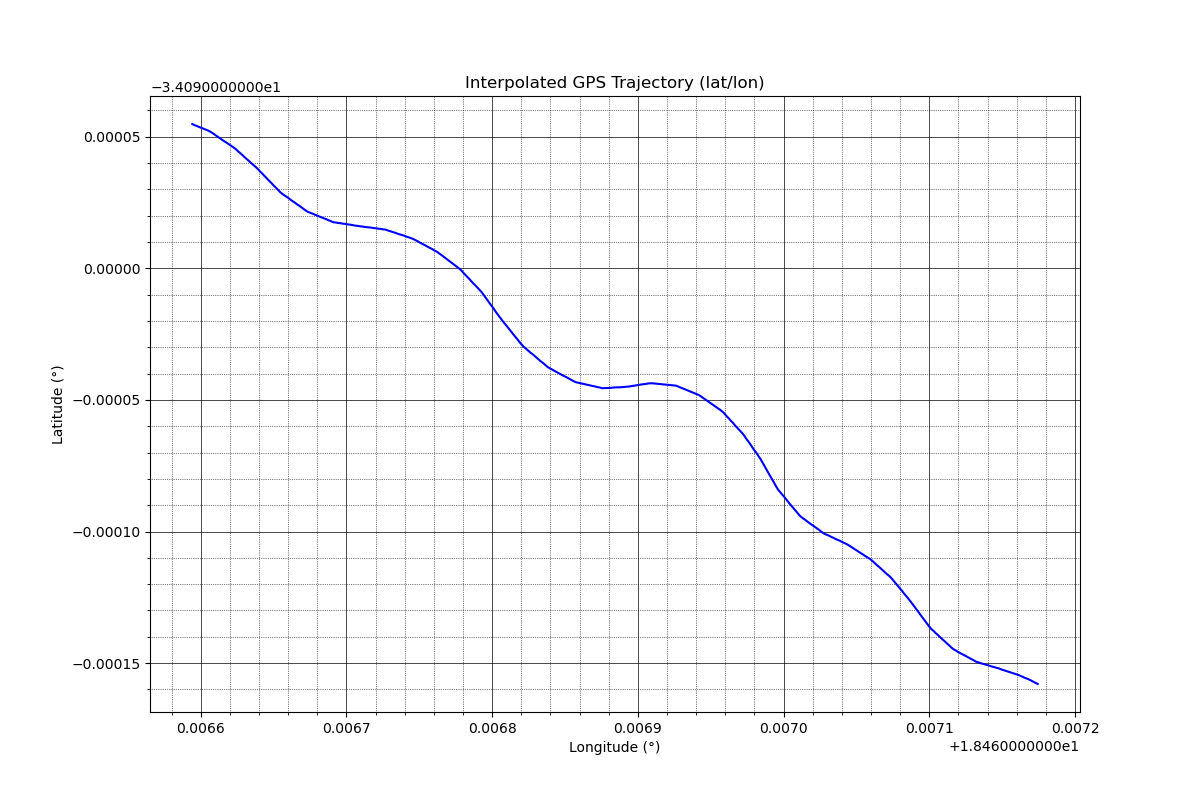 Interpolated GPS Trajectory (lat/lon)
−3.4090000000e1
0.00005
0.00000
−0.00005
−0.00010
−0.00015
Latitude (°)
0.0066 0.0067 0.0068 0.0069 0.0070 0.0071 0.0072
Longitude (°)
+1.8460000000e1